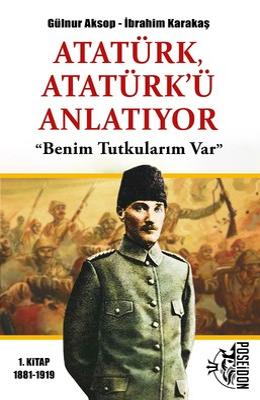 Gülnur Aksop - İbrahim Karakaş
ATATÜRK,
ATATÜRK'Ü
ANLATIYOR
“Benim Tutkularım Var”
1. KİTAP
1881-1919
POSEIDON